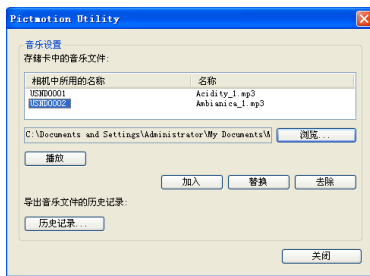 Pictmotion Utility
音乐设置
存储卡中的音乐文件:
相机中所用的名称 名称
USND0001 Acidity_1.mp3
USND0002 Ambianica_1.mp3
C:\Documents and Settings\Administrator\My Documents\M 浏览...
播放
加入 替换 去除
导出音乐文件的历史记录:
历史记录...
关闭